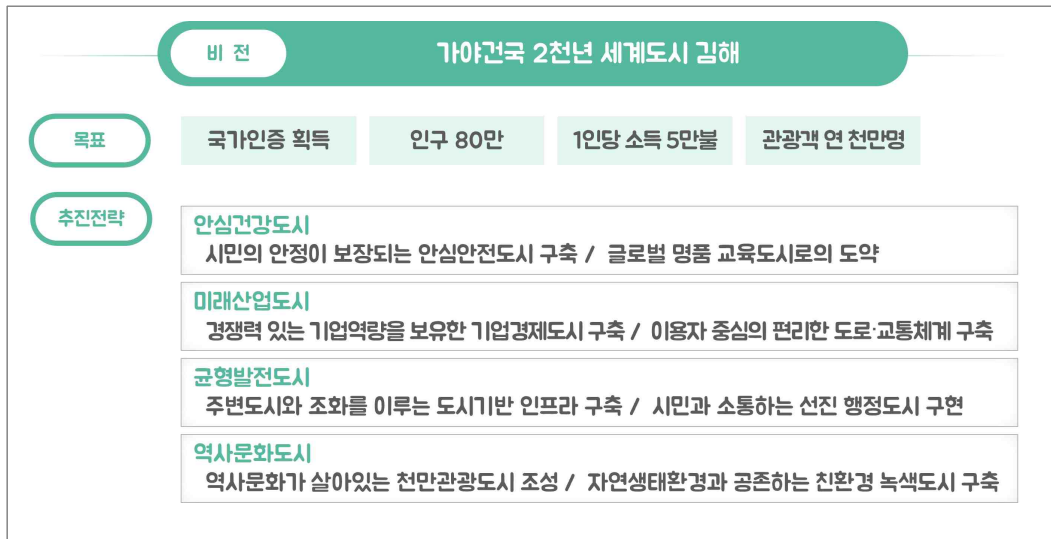 비 전 가야건국 2천년 세계도시 김해
목표 국가인증 획득 인구 80만 1인당 소득 5만불 관광객 연 천만명
추진전략
안심건강도시
시민의 안정이 보장되는 안심안전도시 구축 / 글로벌 명품 교육도시로의 도약
미래산업도시
경쟁력 있는 기업역량을 보유한 기업경제도시 구축 / 이용자 중심의 편리한 도로·교통체계 구축
균형발전도시
주변도시와 조화를 이루는 도시기반 인프라 구축 / 시민과 소통하는 선진 행정도시 구현
역사문화도시
역사문화가 살아있는 천만관광도시 조성 / 자연생태환경과 공존하는 친환경 녹색도시 구축